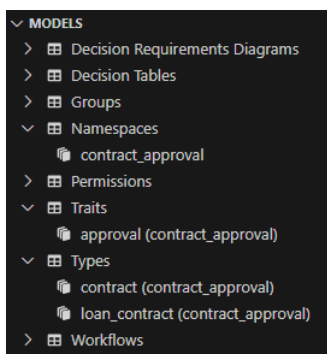 MODELS
Decision Requirements Diagrams
Decision Tables
Groups
Namespaces
contract_approval
Permissions
Traits
approval (contract_approval)
Types
contract (contract_approval)
loan_contract (contract_approval)
Workflows